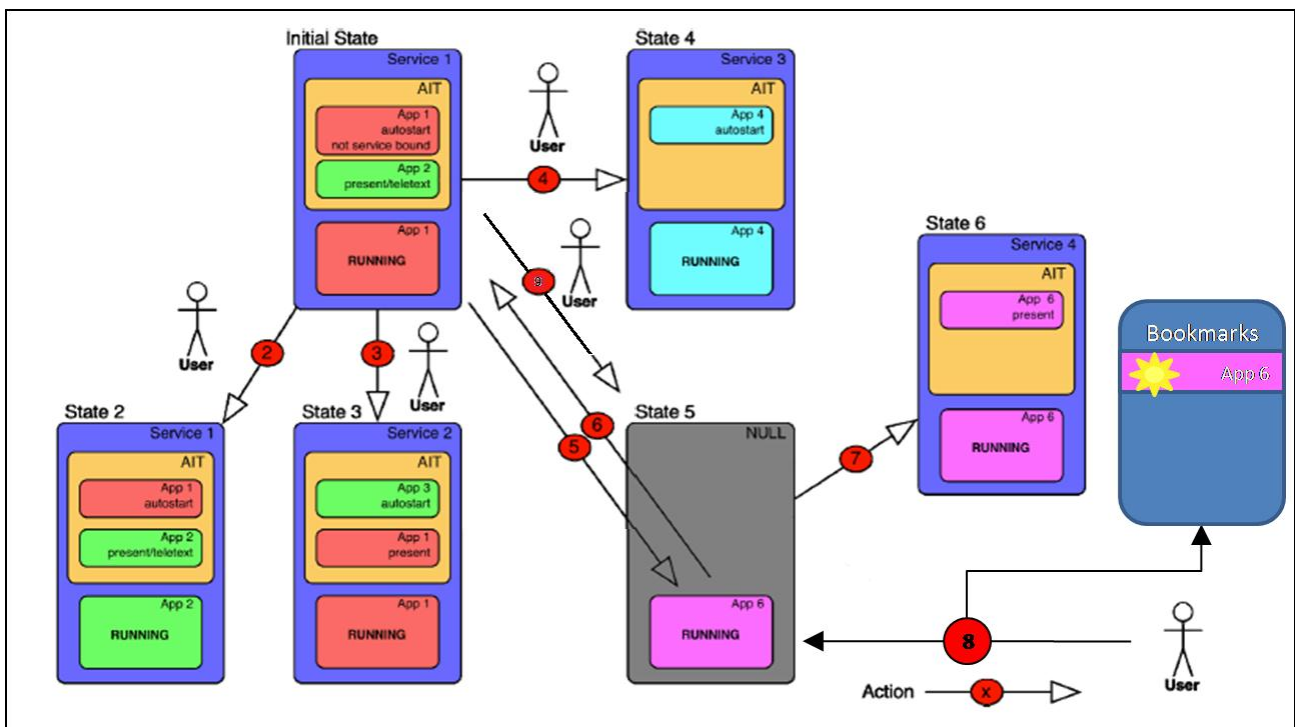 Initial State
Service 1
AIT
App 1
autostart
not service bound
App 2
present/teletext
App 1
RUNNING
User
4
State 4
Service 3
AIT
App 4
autostart
App 4
RUNNING
User
9
User
2
User
3
State 2
Service 1
AIT
App 1
autostart
App 2
present/teletext
App 2
RUNNING
State 3
Service 2
AIT
App 3
autostart
App 1
present
App 1
RUNNING
5
6
State 5
NULL
App 6
RUNNING
7
State 6
Service 4
AIT
App 6
present
App 6
RUNNING
Bookmarks
App 6
8
User
Action
x